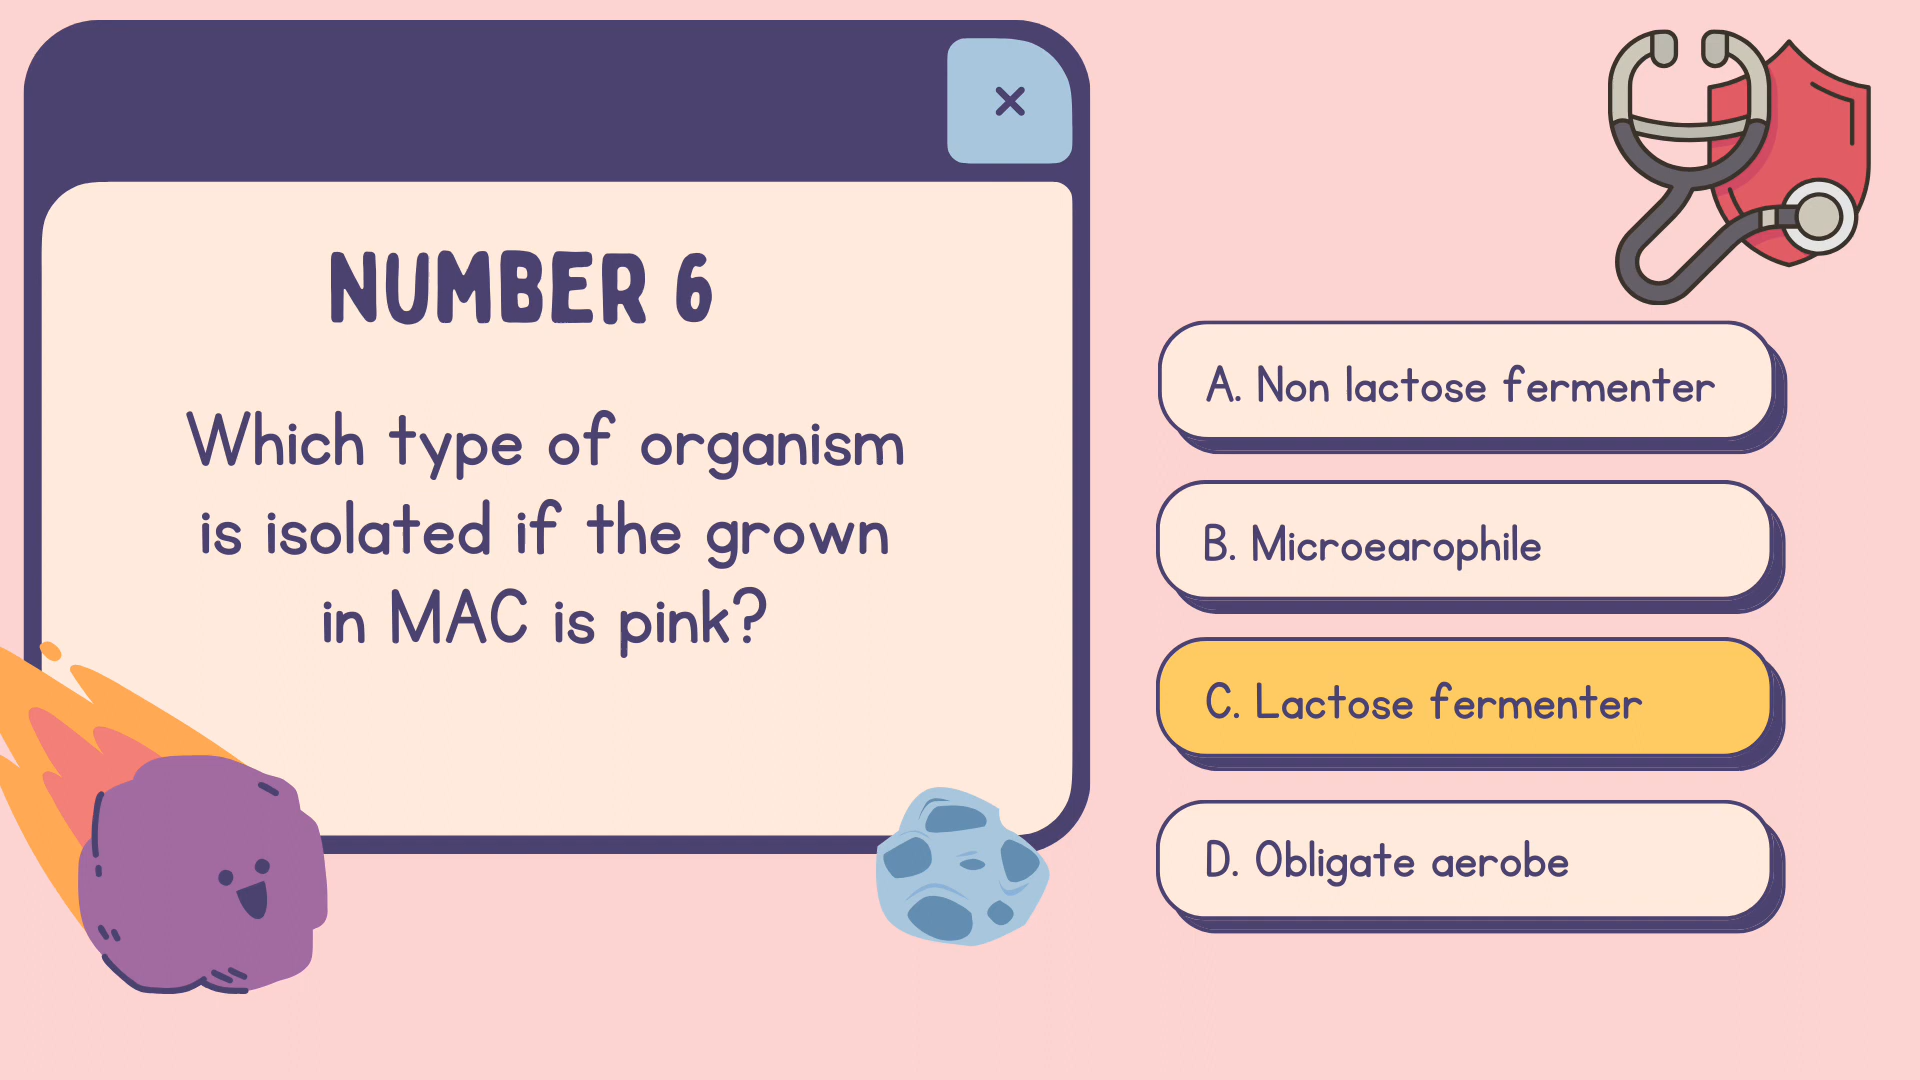 NUMBER 6
Which type of organism
is isolated if the grown
in MAC is pink?
A. Non lactose fermenter
B. Microearophile
C. Lactose fermenter
D. Obligate aerobe